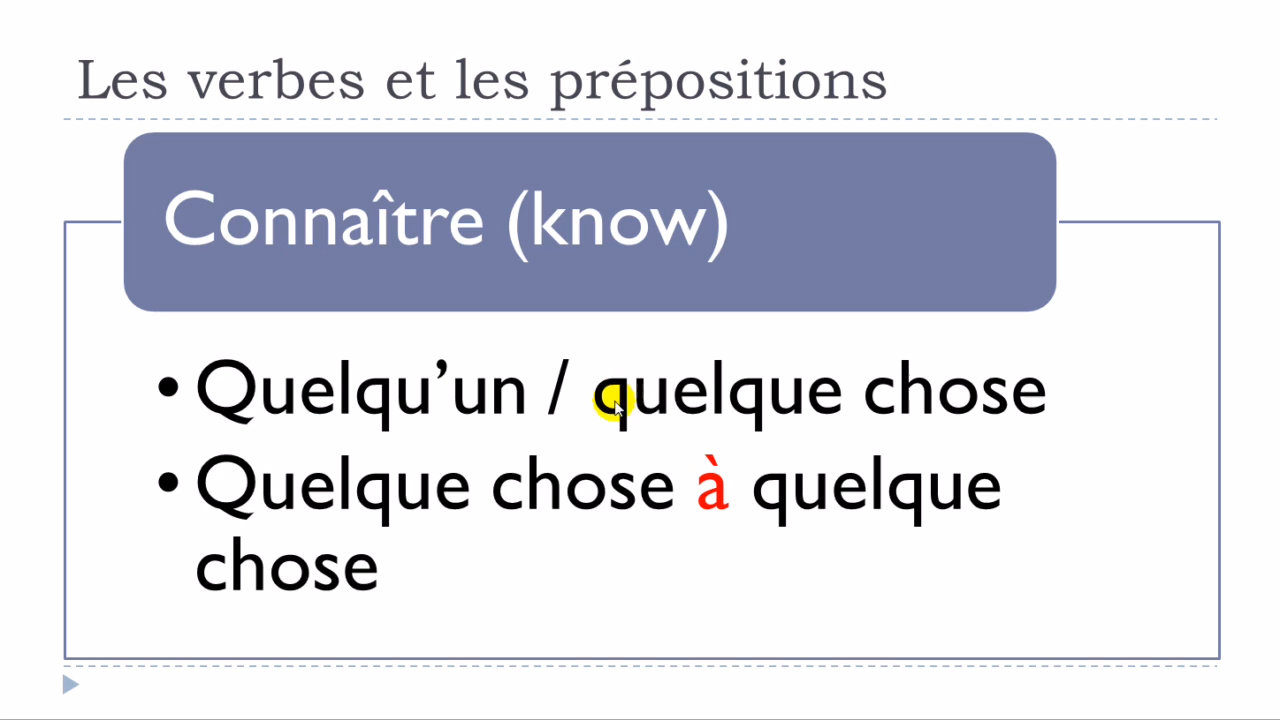 Les verbes et les prépositions
Connaître (know)
• Quelqu’un / quelque chose
• Quelque chose à quelque
chose